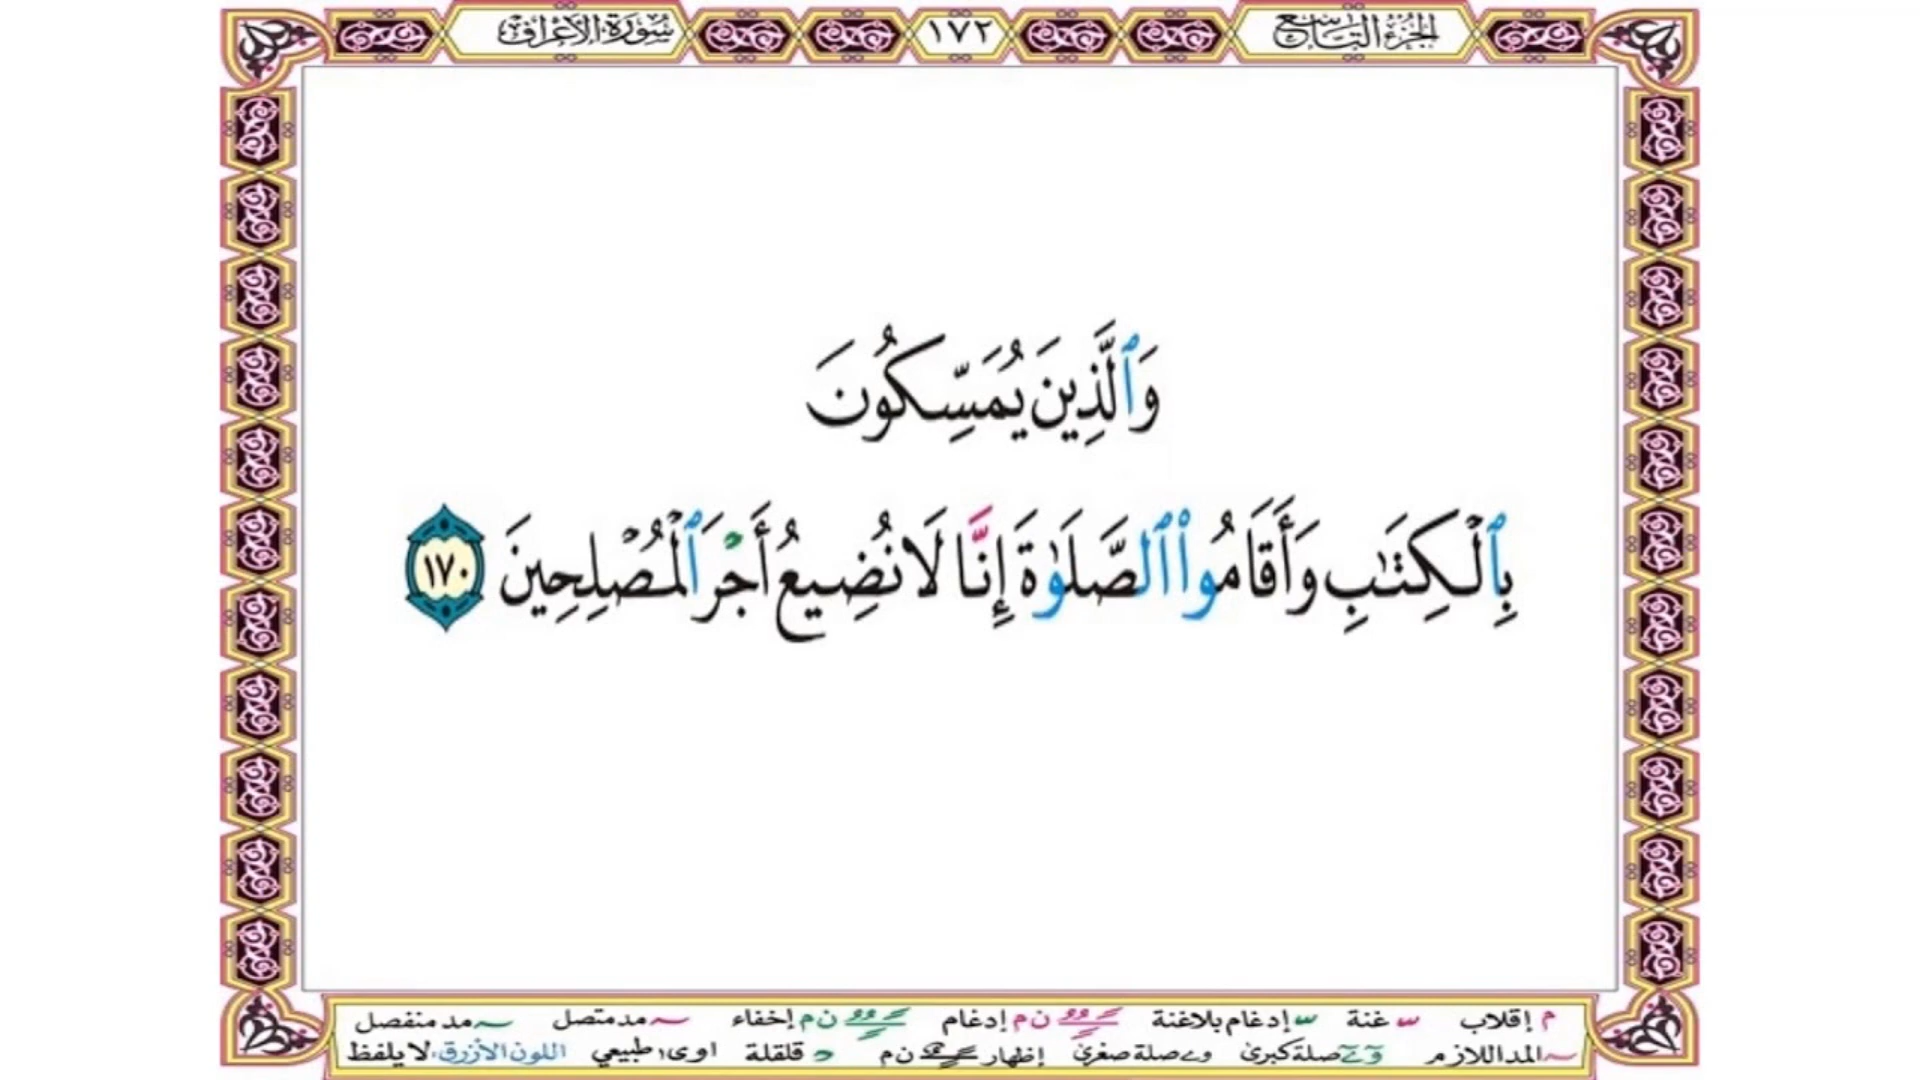 الجزء التاسع ١٧٢ سورة الأعراف
وَٱلَّذِينَ يُمَسِّكُونَ
بِٱلْكِتَـٰبِ وَأَقَامُوا۟ ٱلصَّلَوٰةَ إِنَّا لَا نُضِيعُ أَجْرَ ٱلْمُصْلِحِينَ ١٧٠
م إقلاب غنة إدغام بلاغنة ن م إدغام ن م إخفاء مد متصل مد منفصل
المد اللازم صلة كبرى وے صلة صغرى إظهار ن م قلقلة اوى طبيعي اللون الأزرق: لا يلفظ